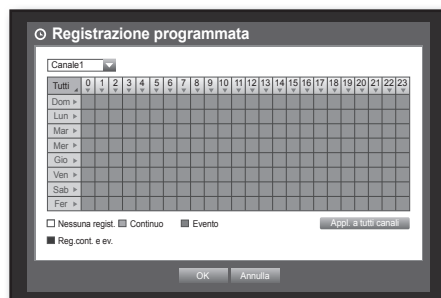 Registrazione programmata
Canale1
Tutti 0 1 2 3 4 5 6 7 8 9 10 11 12 13 14 15 16 17 18 19 20 21 22 23
Dom
Lun
Mar
Mer
Gio
Ven
Sab
Fer
Nessuna regist. Continuo Evento Appl. a tutti canali
Reg.cont. e ev.
OK Annulla